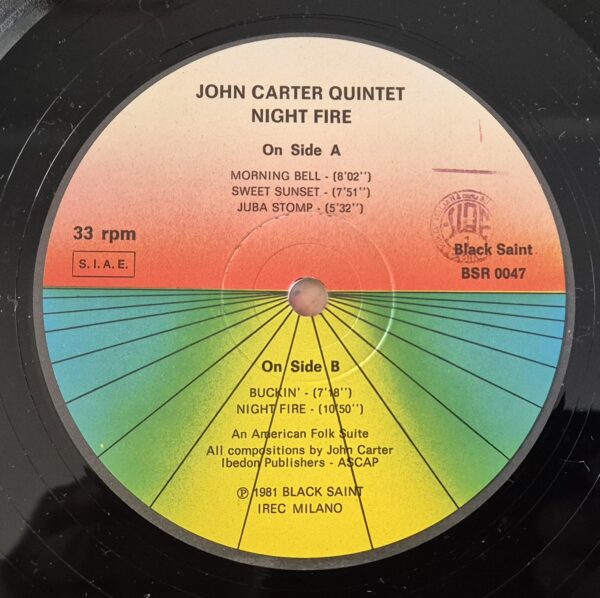 JOHN CARTER QUINTET
NIGHT FIRE
On Side A
MORNING BELL - (8'02'')
SWEET SUNSET - (7'51'')
JUBA STOMP - (5'32'')
33 rpm
S.I.A.E.
Black Saint
BSR 0047
On Side B
BUCKIN' - (7'18'')
NIGHT FIRE - (10'50'')
An American Folk Suite
All compositions by John Carter
Ibedon Publishers - ASCAP
℗ 1981 BLACK SAINT
IREC MILANO